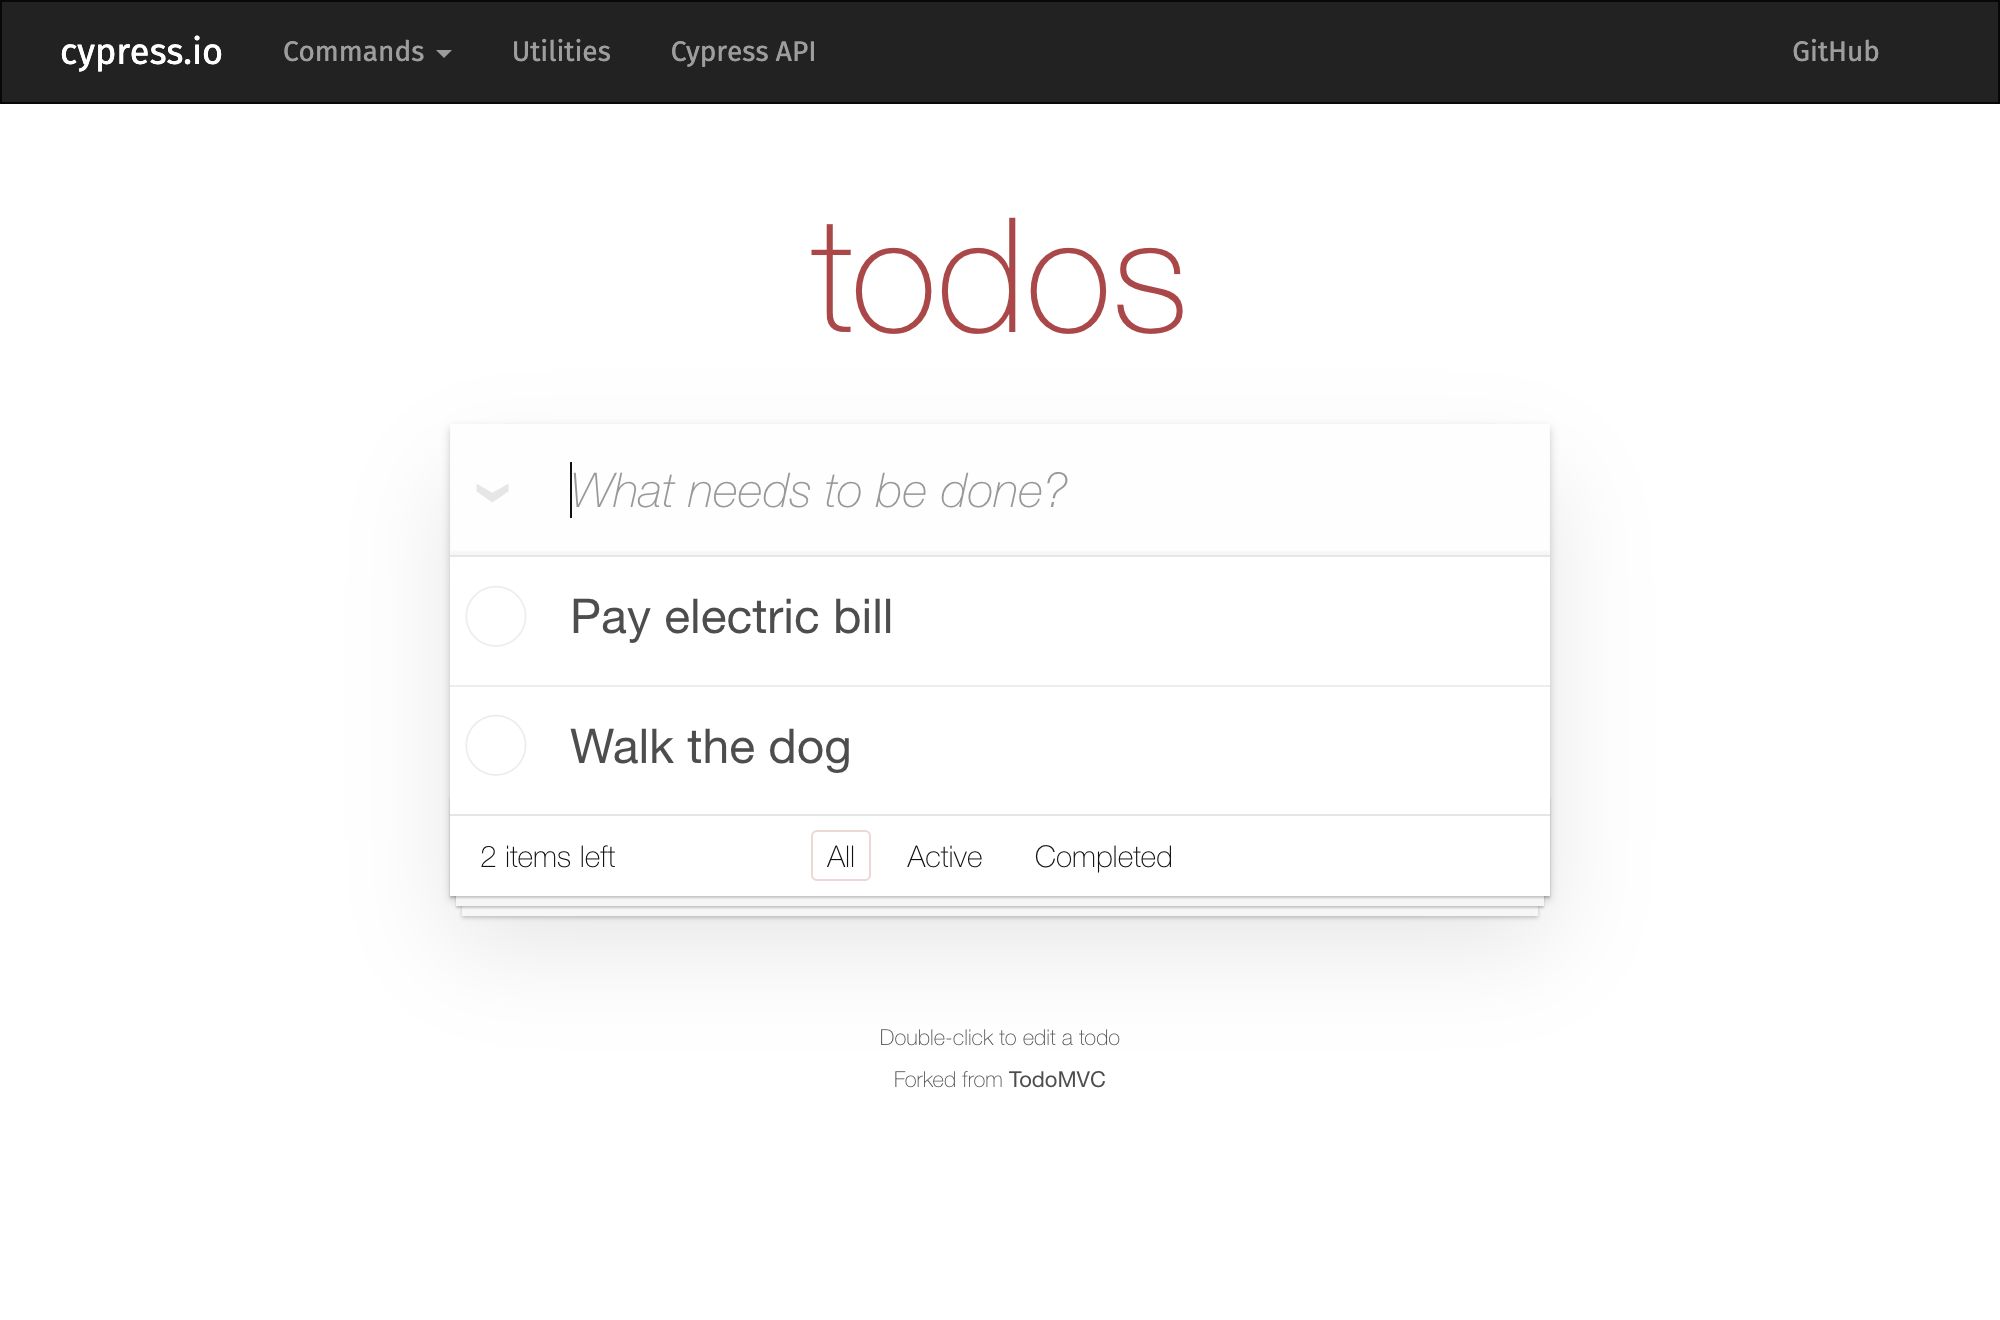 cypress.io Commands Utilities Cypress API GitHub
todos
What needs to be done?
Pay electric bill
Walk the dog
2 items left All Active Completed
Double-click to edit a todo
Forked from TodoMVC